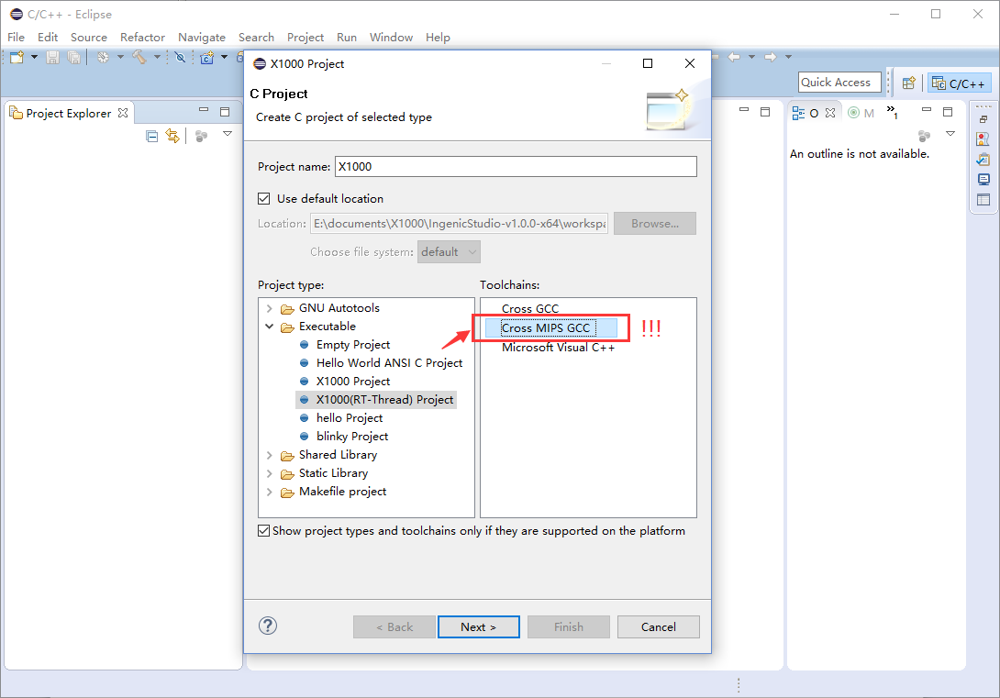 C/C++ - Eclipse
File Edit Source Refactor Navigate Search Project Run Window Help
Quick Access
C/C++
Project Explorer
O
M
1
An outline is not available.
X1000 Project
C Project
Create C project of selected type
Project name: X1000
Use default location
Location: E:\documents\X1000\IngenicStudio-v1.0.0-x64\workspa Browse...
Choose file system: default
Project type: Toolchains:
GNU Autotools
Executable
Empty Project
Hello World ANSI C Project
X1000 Project
X1000(RT-Thread) Project
hello Project
blinky Project
Shared Library
Static Library
Makefile project
Cross GCC
Cross MIPS GCC !!!
Microsoft Visual C++
Show project types and toolchains only if they are supported on the platform
? < Back Next > Finish Cancel